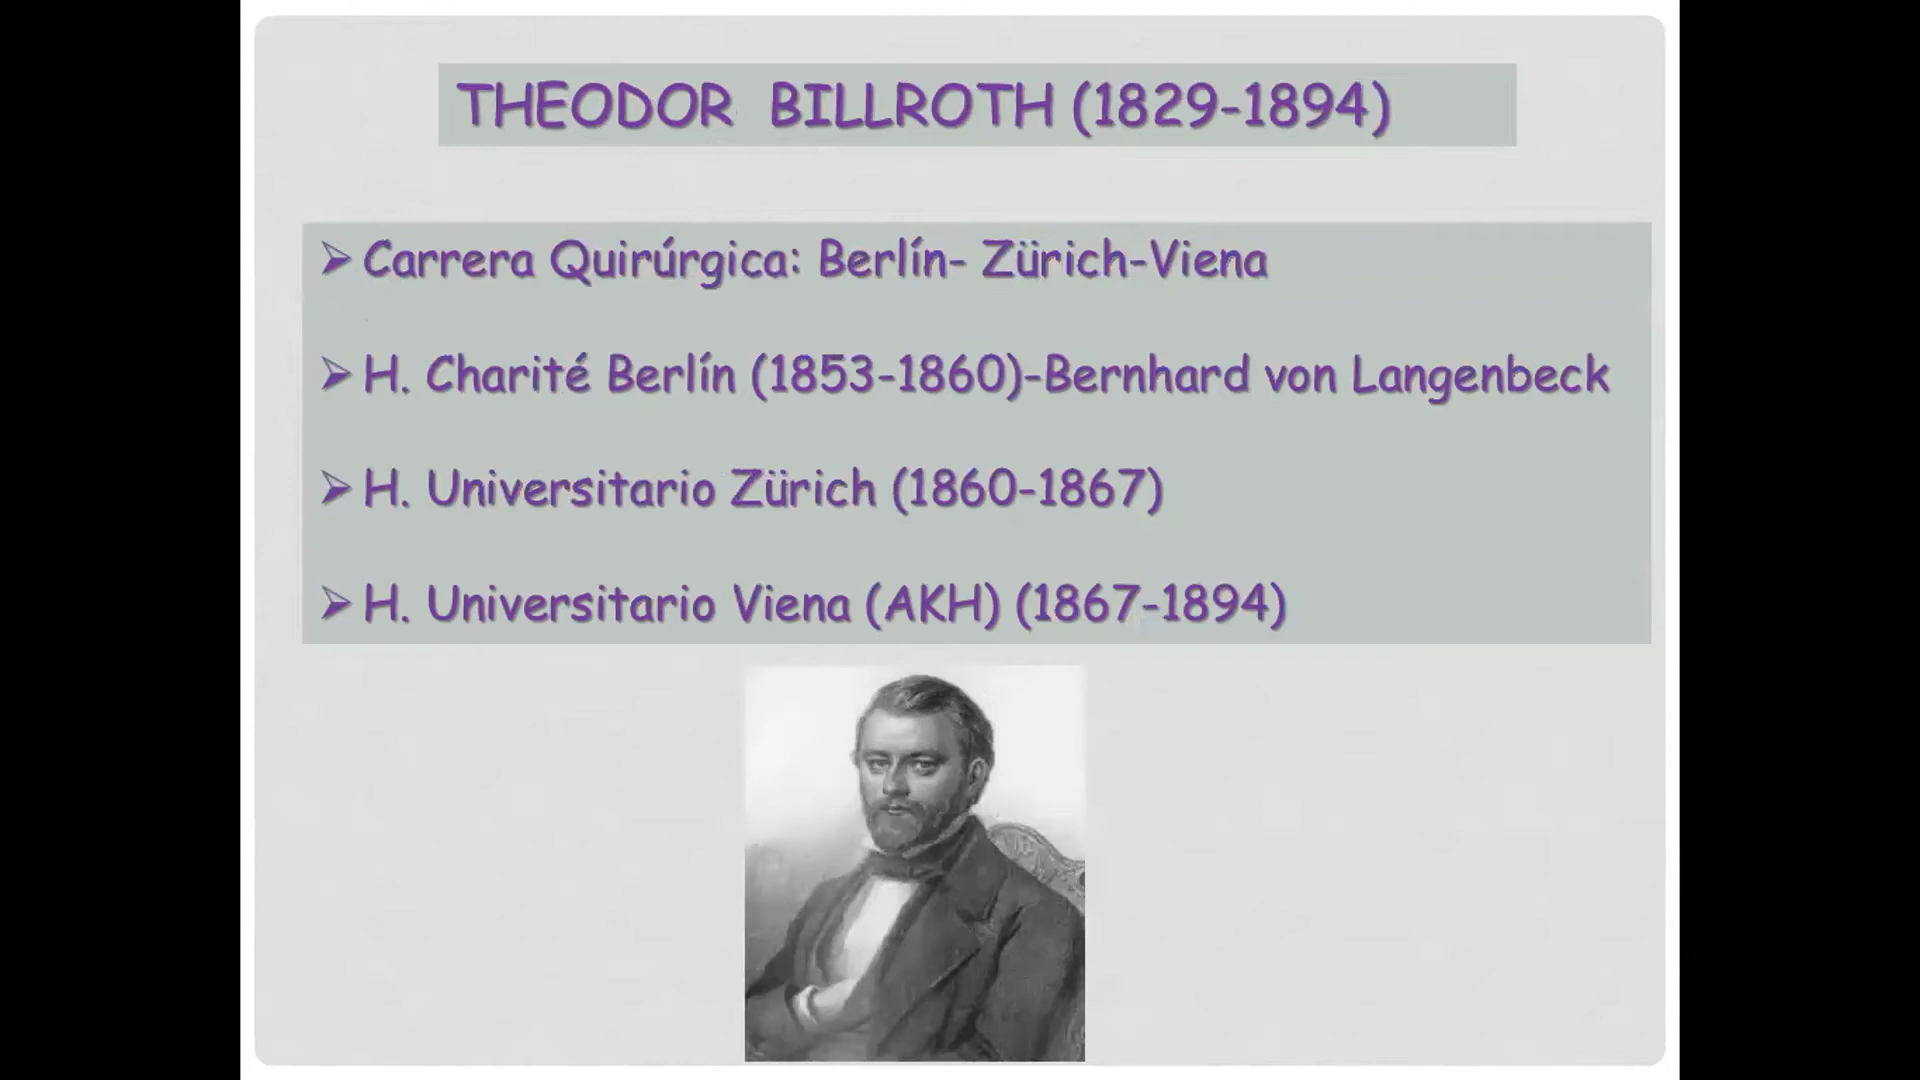 THEODOR BILLROTH (1829-1894)
➢ Carrera Quirúrgica: Berlín- Zürich-Viena
➢ H. Charité Berlín (1853-1860)-Bernhard von Langenbeck
➢ H. Universitario Zürich (1860-1867)
➢ H. Universitario Viena (AKH) (1867-1894)